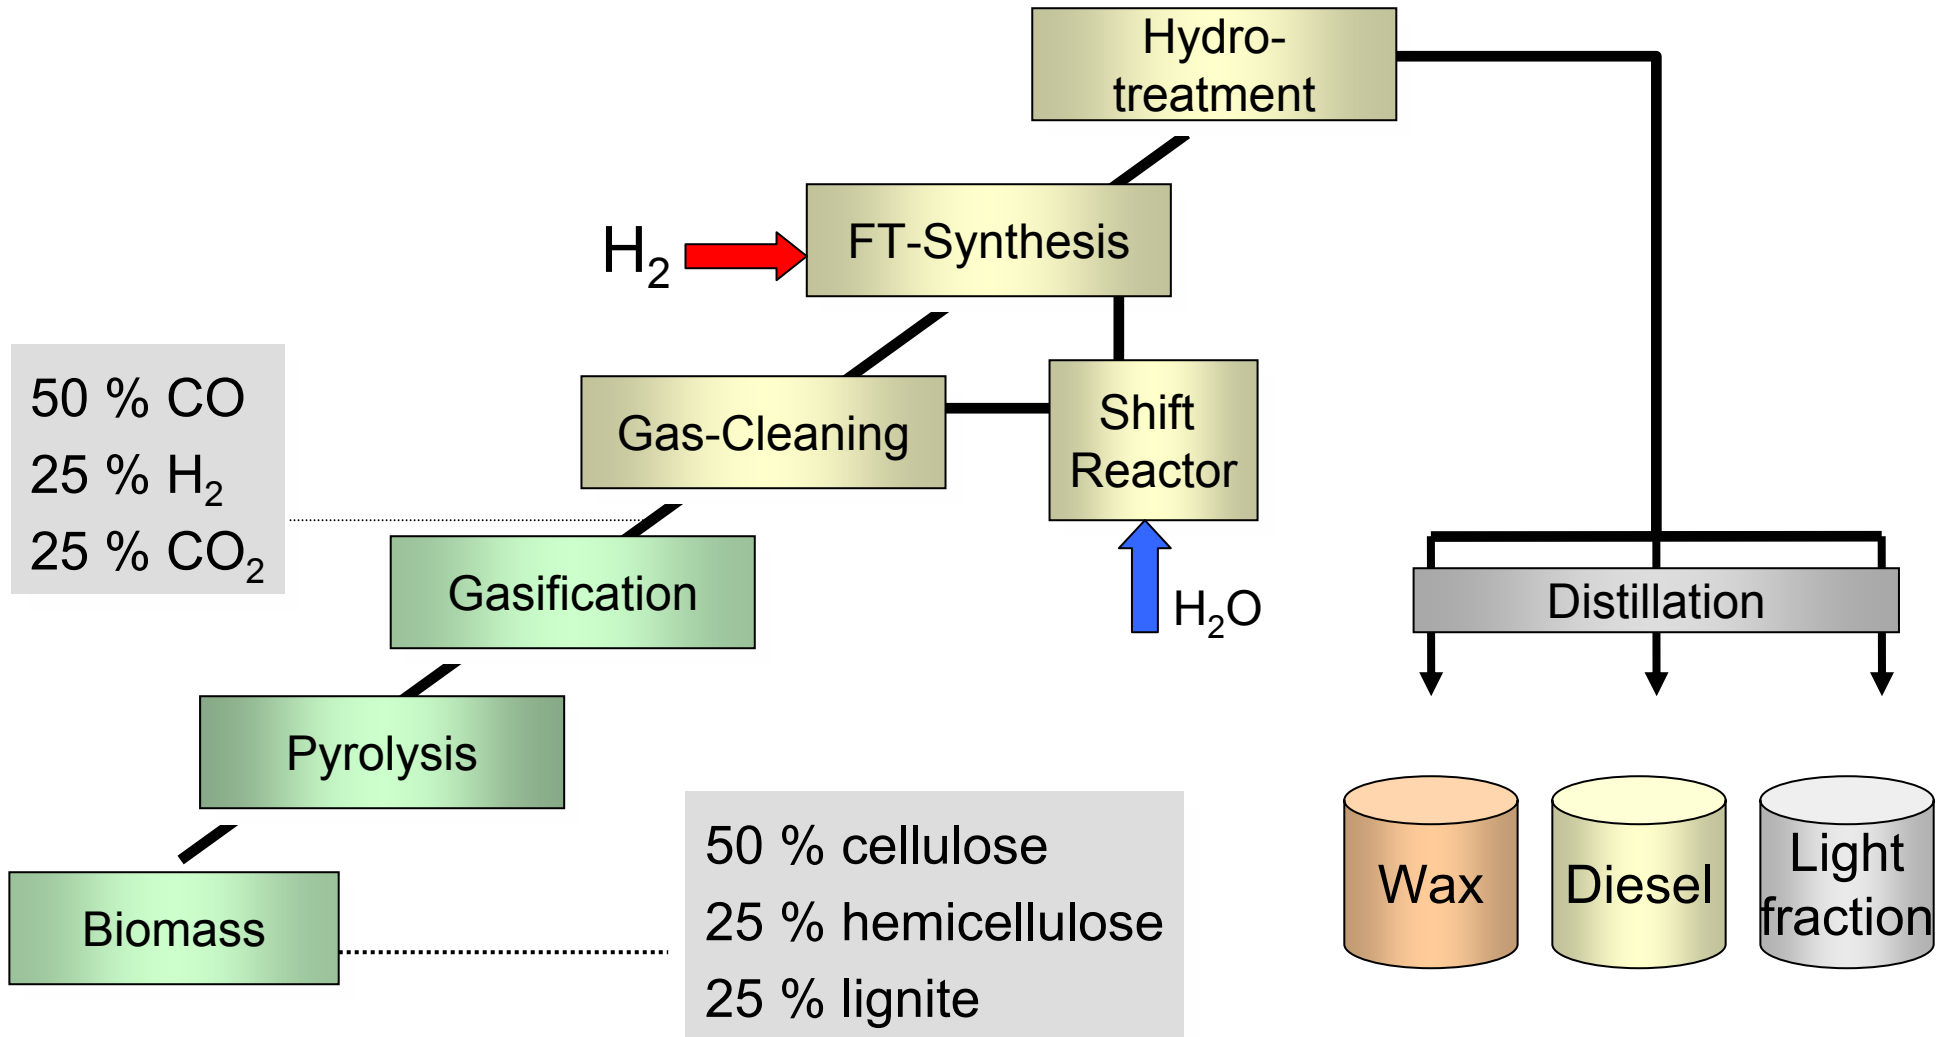 Hydro-
treatment
H₂
FT-Synthesis
50 % CO
25 % H₂
25 % CO₂
Gas-Cleaning
Shift
Reactor
Gasification
H₂O
Distillation
Pyrolysis
50 % cellulose
25 % hemicellulose
25 % lignite
Biomass
Wax
Diesel
Light
fraction